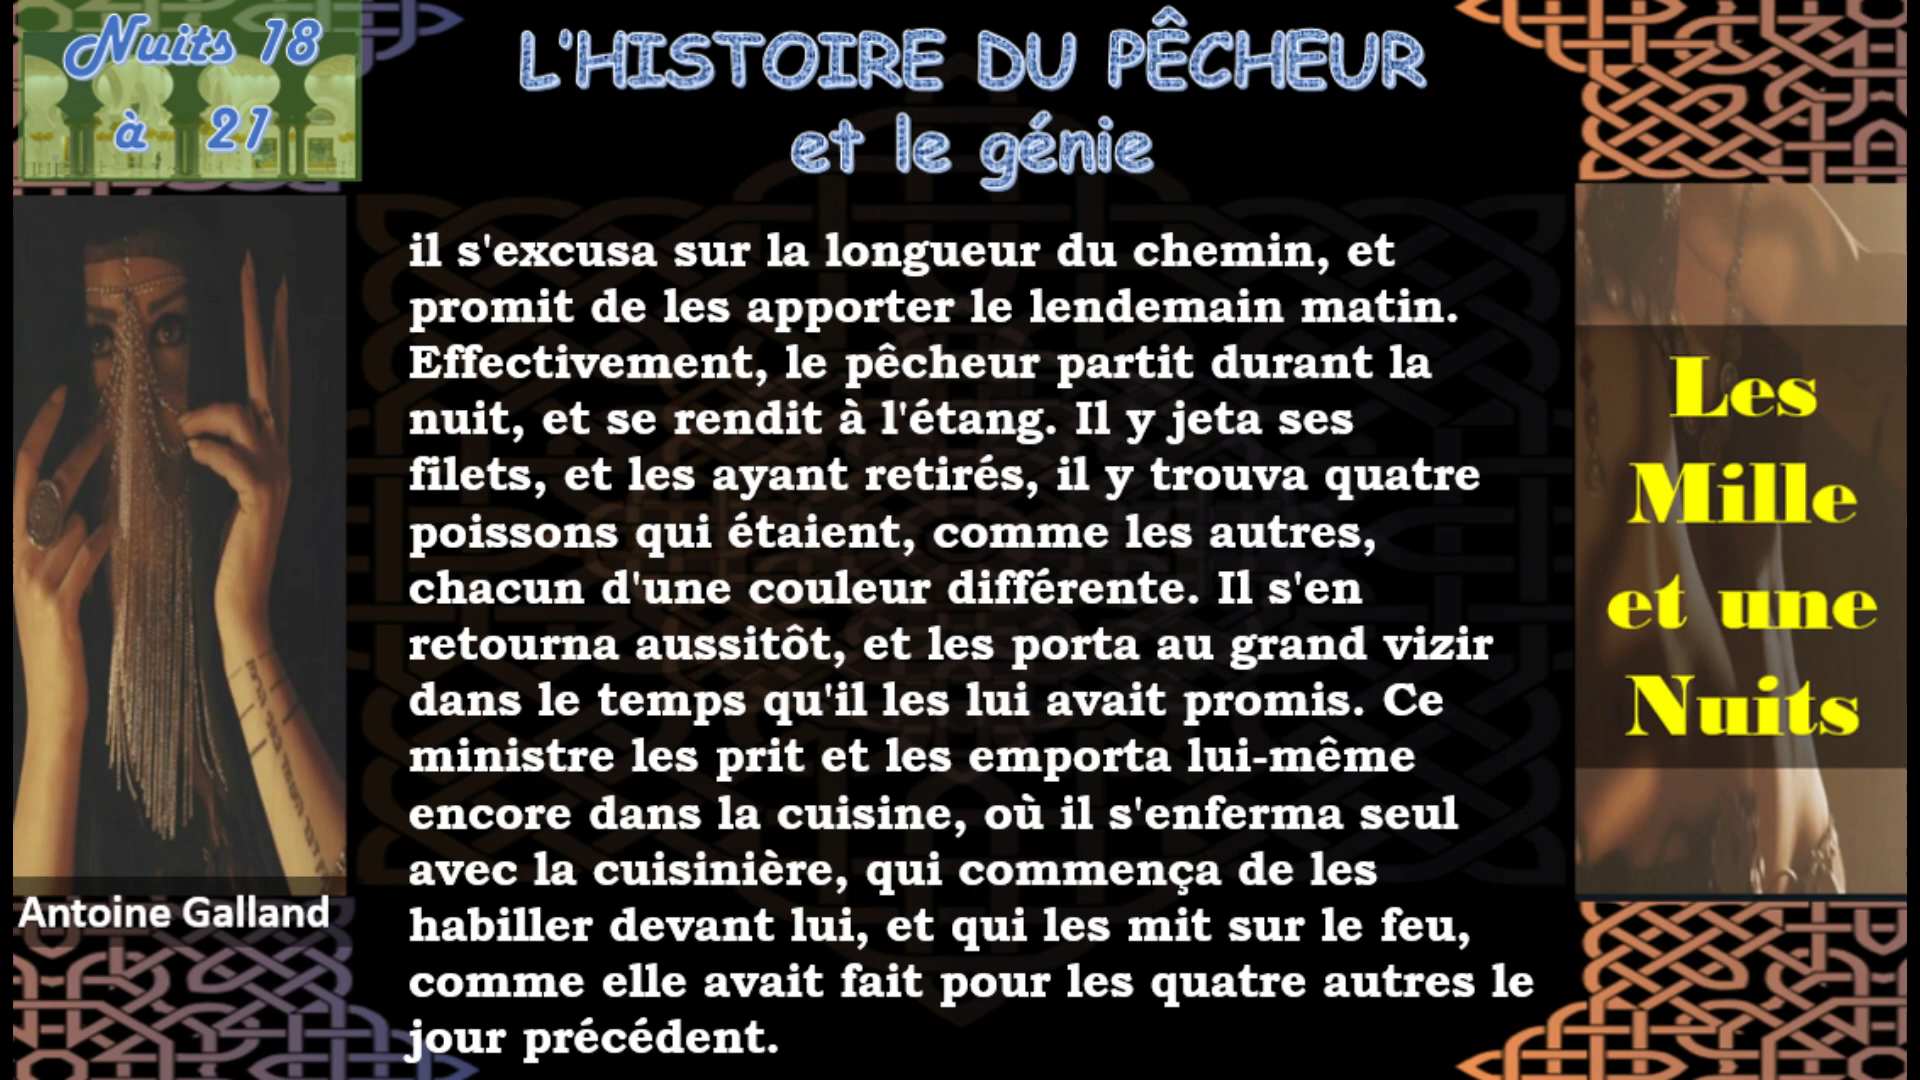 Nuits 18
à 21
L'HISTOIRE DU PÊCHEUR
et le génie
il s'excusa sur la longueur du chemin, et
promit de les apporter le lendemain matin.
Effectivement, le pêcheur partit durant la
nuit, et se rendit à l'étang. Il y jeta ses
filets, et les ayant retirés, il y trouva quatre
poissons qui étaient, comme les autres,
chacun d'une couleur différente. Il s'en
retourna aussitôt, et les porta au grand vizir
dans le temps qu'il les lui avait promis. Ce
ministre les prit et les emporta lui-même
encore dans la cuisine, où il s'enferma seul
avec la cuisinière, qui commença de les
habiller devant lui, et qui les mit sur le feu,
comme elle avait fait pour les quatre autres le
jour précédent.
Antoine Galland
Les
Mille
et une
Nuits